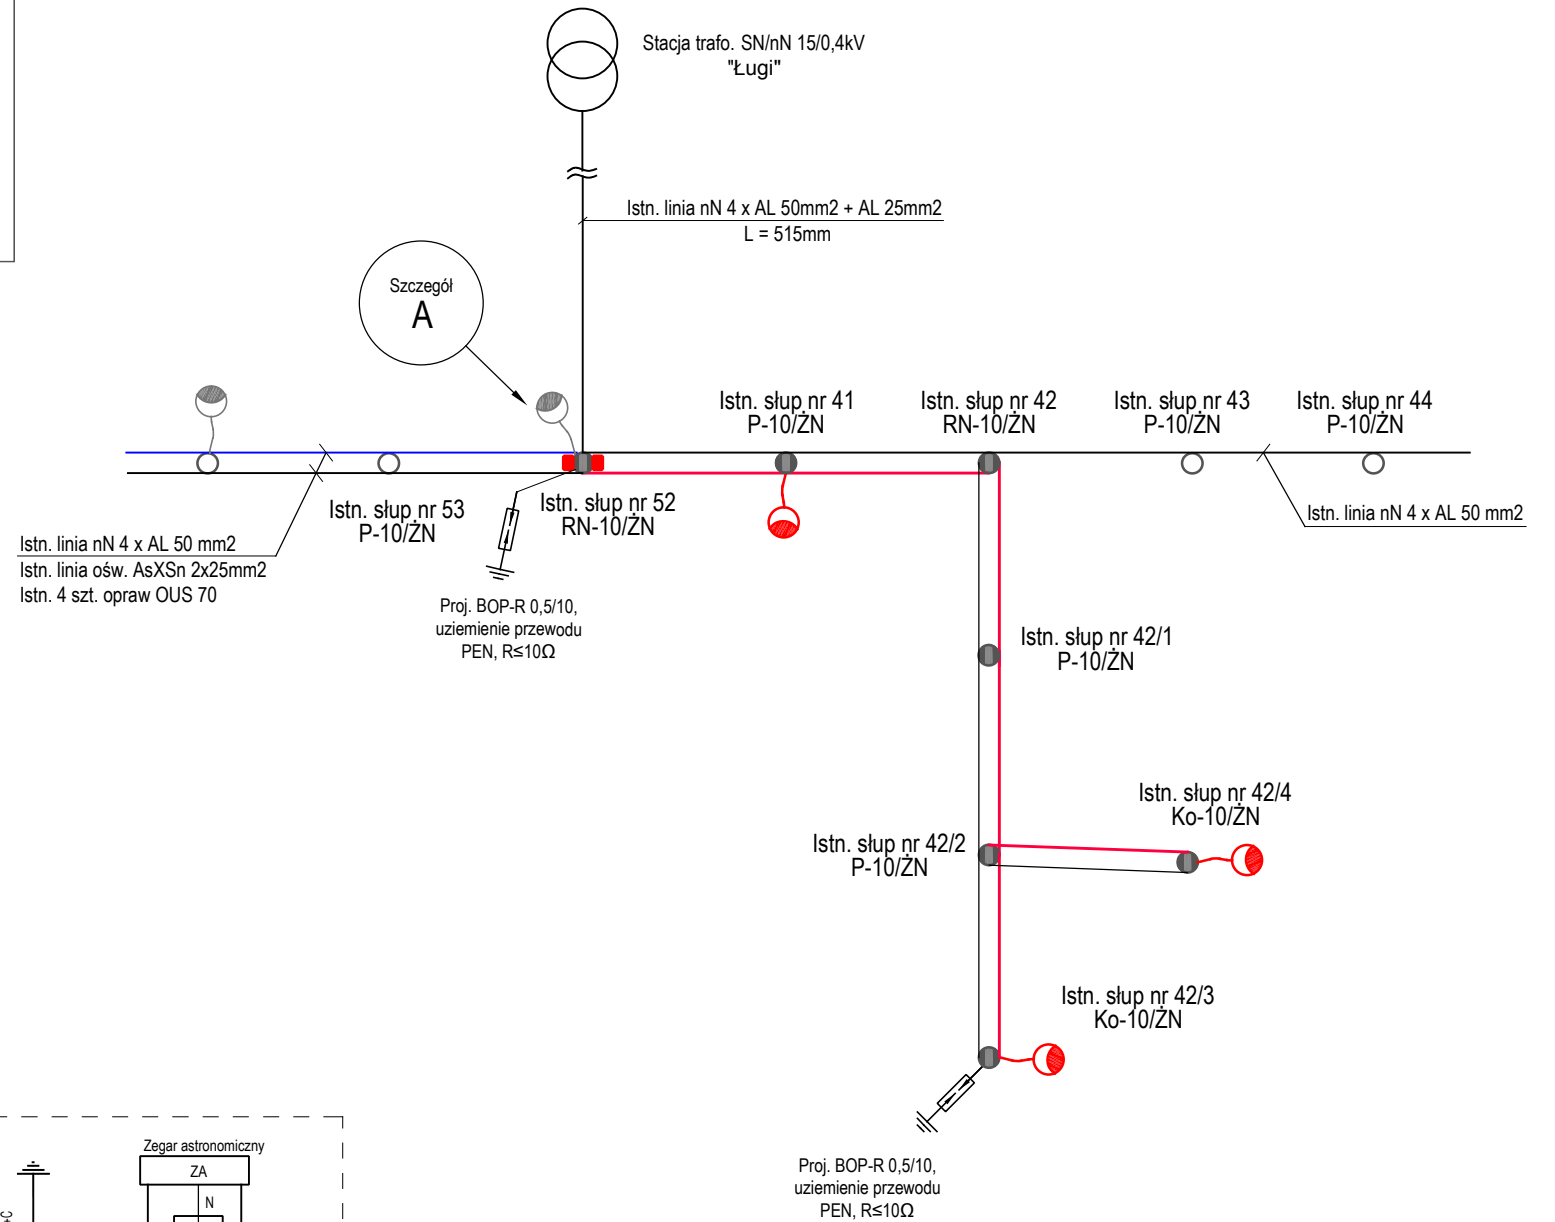 Stacja trafo. SN/nN 15/0,4kV
"Ługi"
Istn. linia nN 4 x AL 50mm2 + AL 25mm2
L = 515mm
Szczegół
A
Istn. słup nr 41
P-10/ŻN
Istn. słup nr 42
RN-10/ŻN
Istn. słup nr 43
P-10/ŻN
Istn. słup nr 44
P-10/ŻN
Istn. słup nr 53
P-10/ŻN
Istn. słup nr 52
RN-10/ŻN
Istn. linia nN 4 x AL 50 mm2
Istn. linia nN 4 x AL 50 mm2
Istn. linia ośw. AsXSn 2x25mm2
Istn. 4 szt. opraw OUS 70
Proj. BOP-R 0,5/10,
uziemienie przewodu
PEN, R≤10Ω
Istn. słup nr 42/1
P-10/ŻN
Istn. słup nr 42/4
Ko-10/ŻN
Istn. słup nr 42/2
P-10/ŻN
Istn. słup nr 42/3
Ko-10/ŻN
Zegar astronomiczny
ZA
N
Proj. BOP-R 0,5/10,
uziemienie przewodu
PEN, R≤10Ω